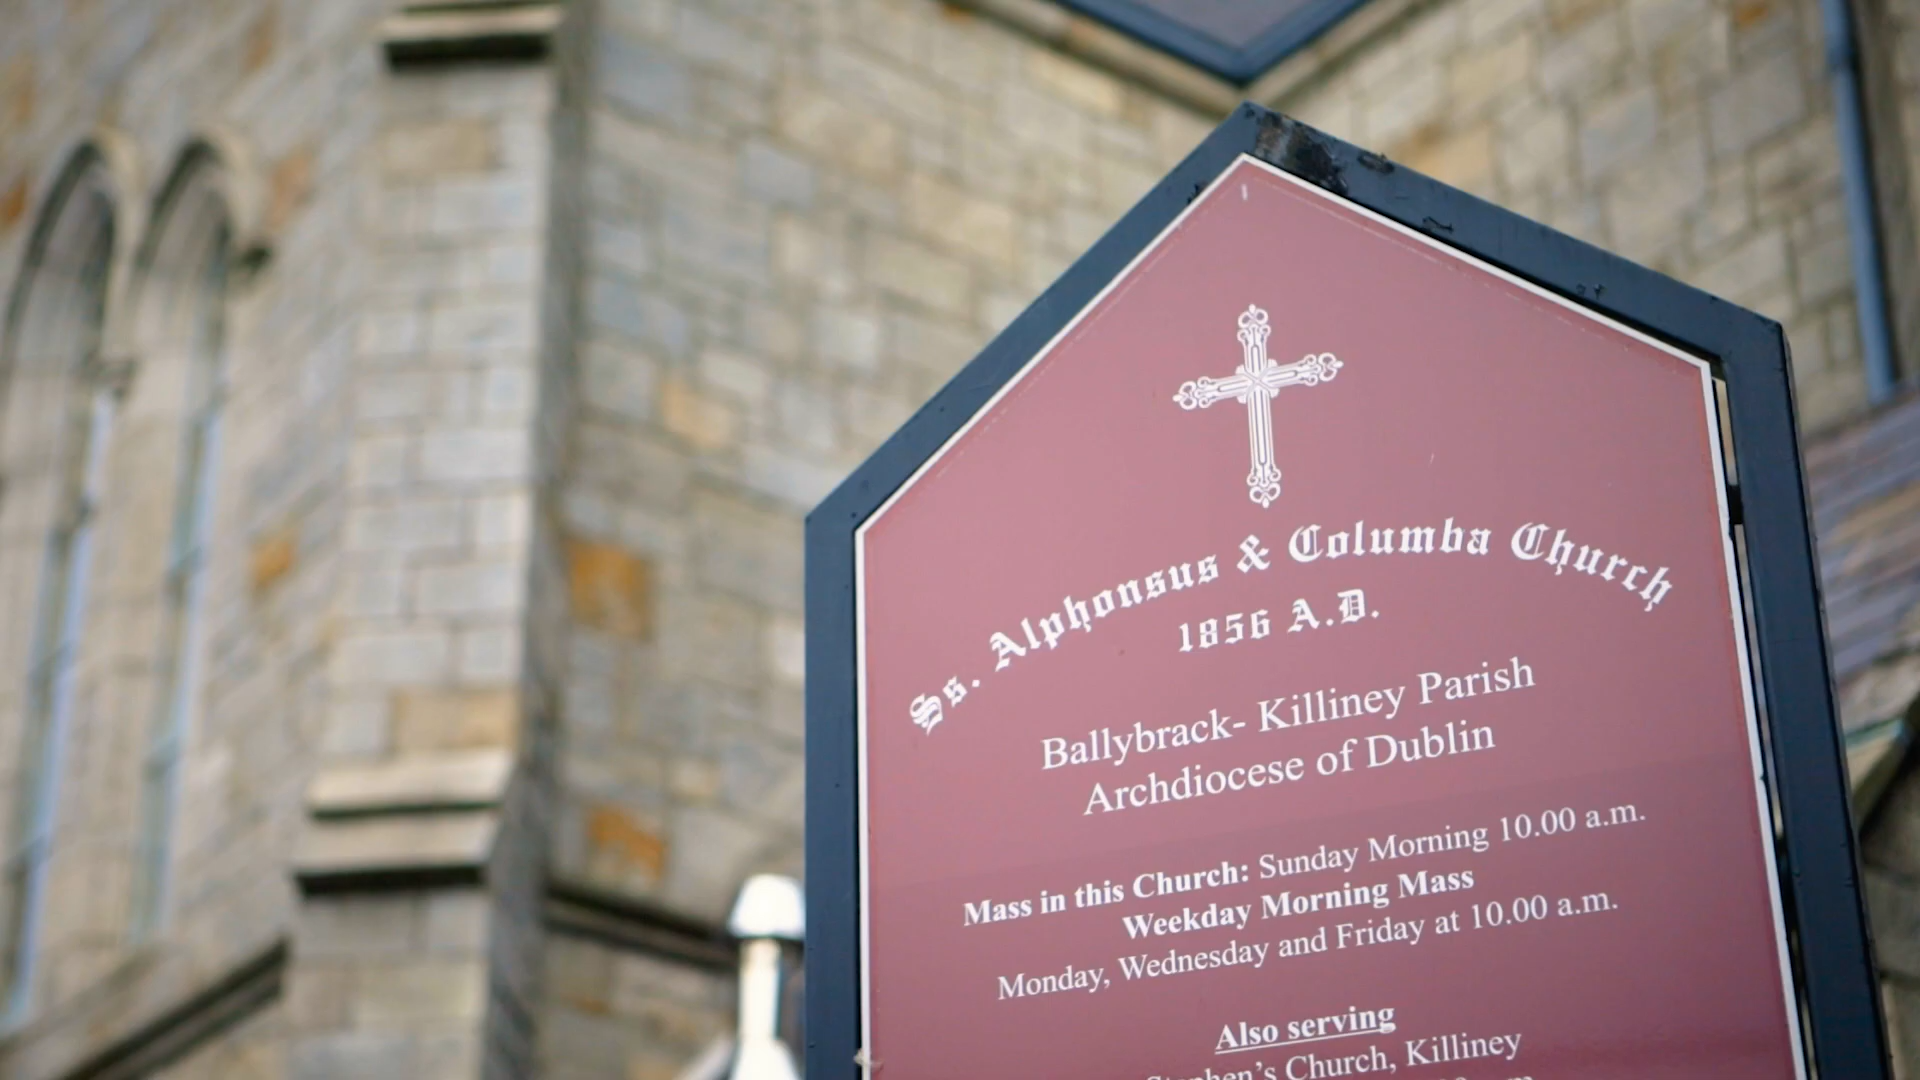 Ss. Alphonsus & Columba Church
1856 A.D.
Ballybrack- Killiney Parish
Archdiocese of Dublin
Mass in this Church: Sunday Morning 10.00 a.m.
Weekday Morning Mass
Monday, Wednesday and Friday at 10.00 a.m.
Also serving
Stephen's Church, Killiney